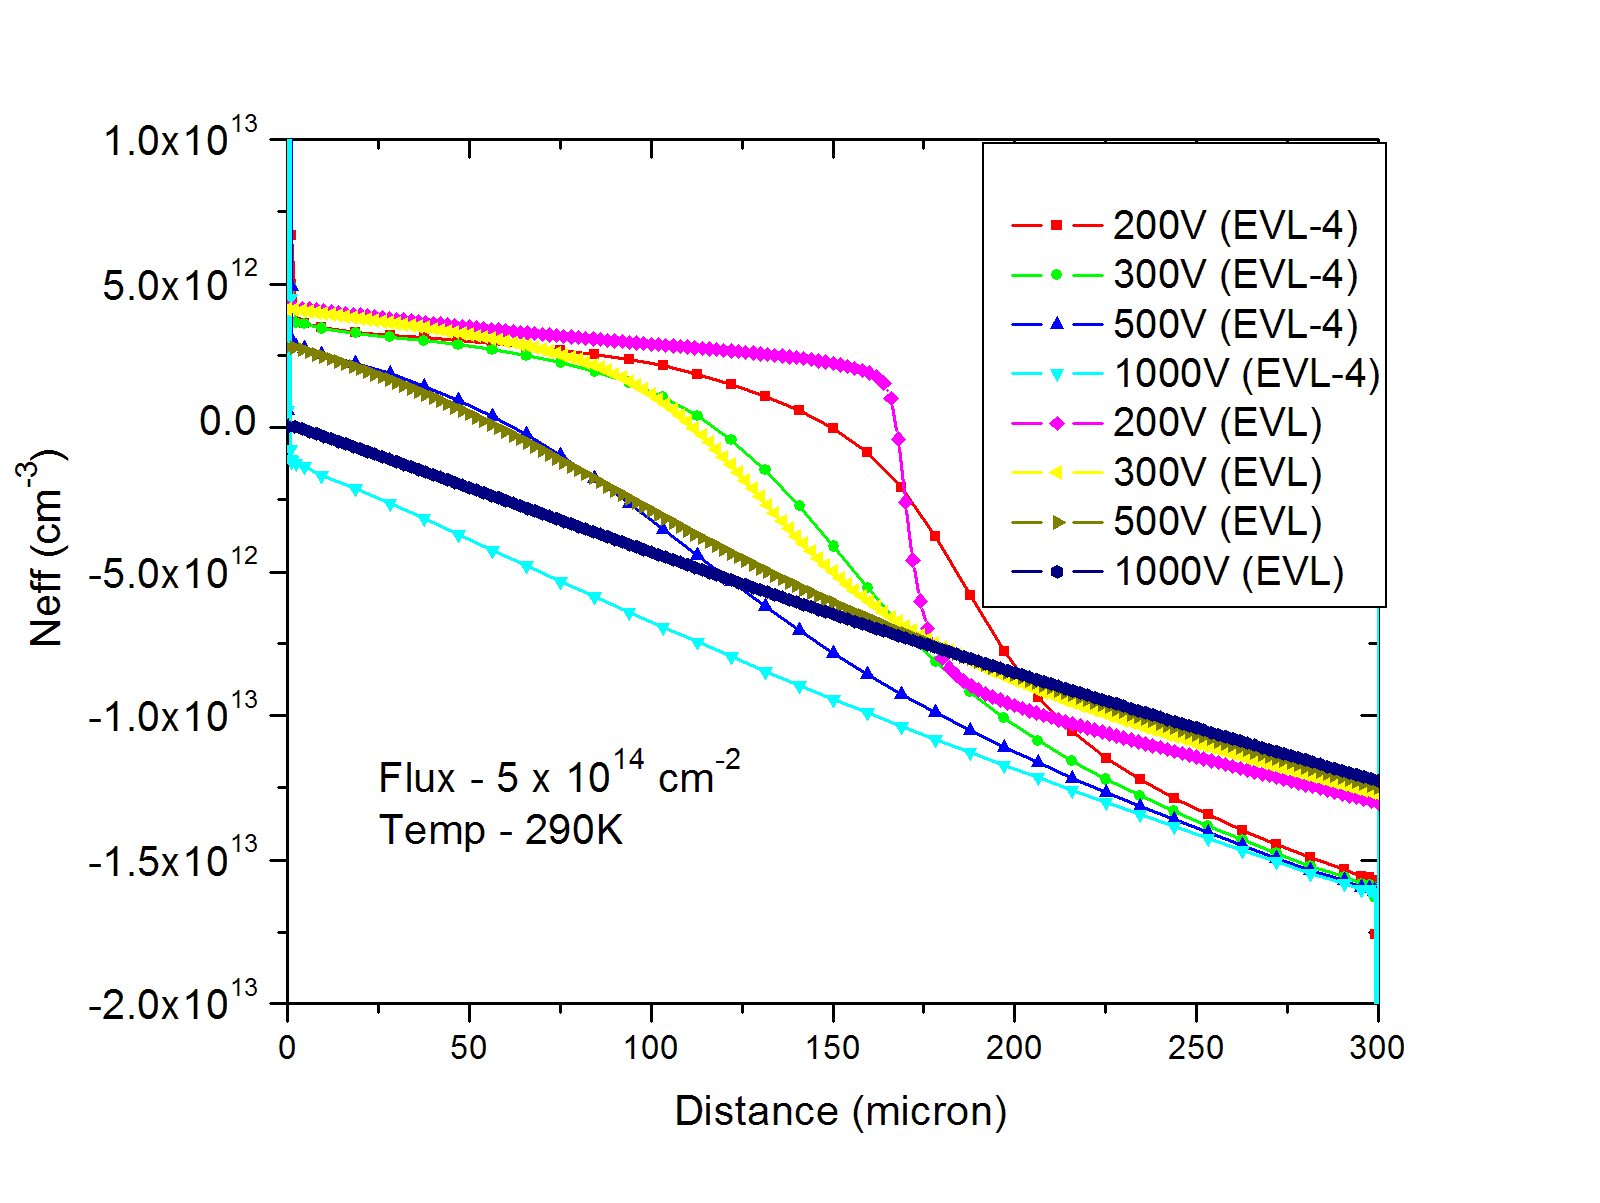 1.0x10^13
5.0x10^12
0.0
-5.0x10^12
-1.0x10^13
-1.5x10^13
-2.0x10^13
Neff (cm^-3)
200V (EVL-4)
300V (EVL-4)
500V (EVL-4)
1000V (EVL-4)
200V (EVL)
300V (EVL)
500V (EVL)
1000V (EVL)
Flux - 5 x 10^14 cm^-2
Temp - 290K
0 50 100 150 200 250 300
Distance (micron)